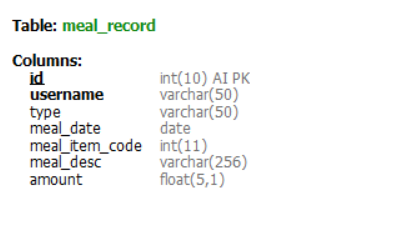 Table: meal_record
Columns:
id int(10) AI PK
username varchar(50)
type varchar(50)
meal_date date
meal_item_code int(11)
meal_desc varchar(256)
amount float(5,1)